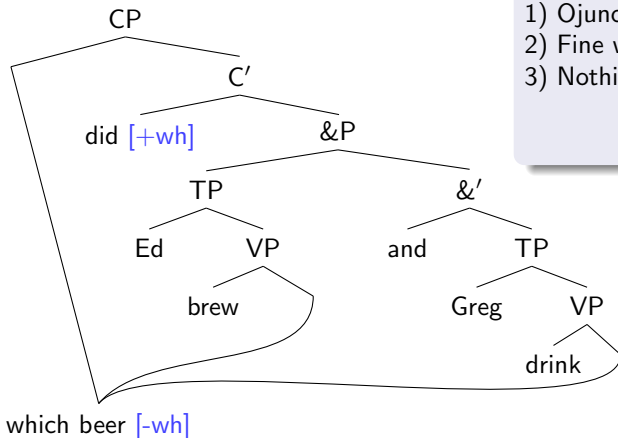 CP
1) Ojunc
2) Fine w
3) Nothi
C′
did [+wh]
&P
TP
&′
Ed
VP
and
TP
brew
Greg
VP
drink
which beer [-wh]